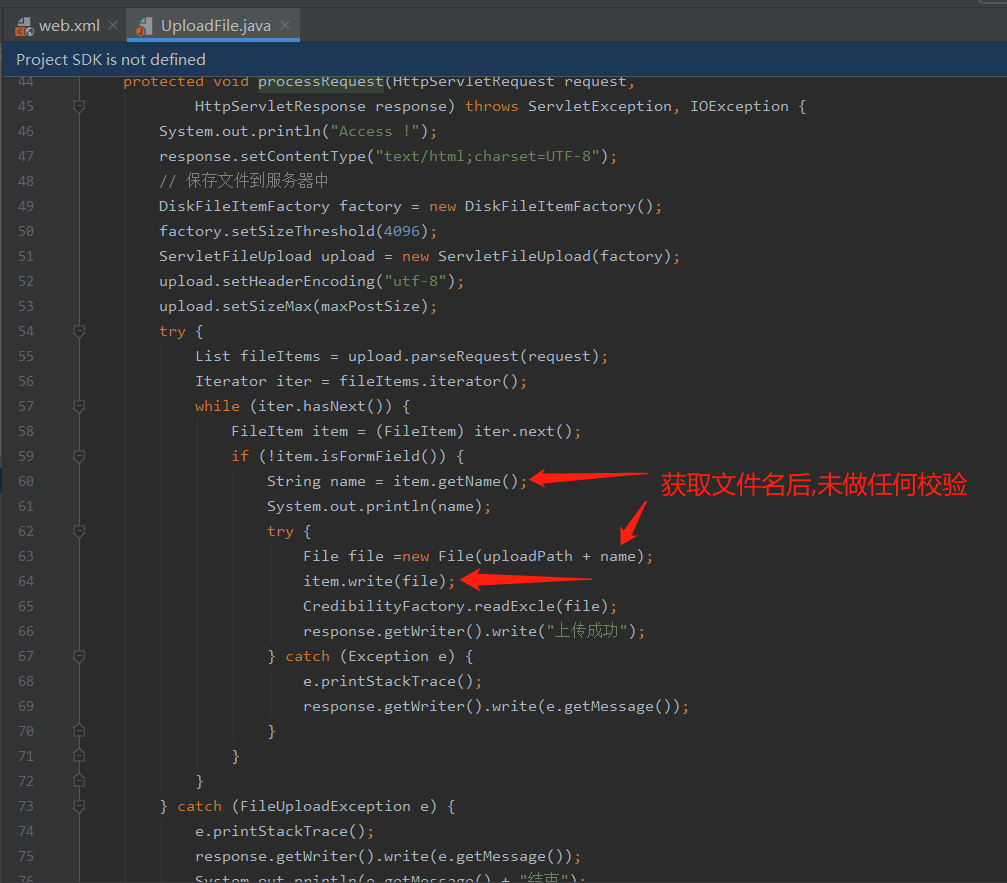 web.xml UploadFile.java
Project SDK is not defined
44 protected void processRequest(HttpServletRequest request,
45 HttpServletResponse response) throws ServletException, IOException {
46 System.out.println("Access !");
47 response.setContentType("text/html;charset=UTF-8");
48 // 保存文件到服务器中
49 DiskFileItemFactory factory = new DiskFileItemFactory();
50 factory.setSizeThreshold(4096);
51 ServletFileUpload upload = new ServletFileUpload(factory);
52 upload.setHeaderEncoding("utf-8");
53 upload.setSizeMax(maxPostSize);
54 try {
55 List fileItems = upload.parseRequest(request);
56 Iterator iter = fileItems.iterator();
57 while (iter.hasNext()) {
58 FileItem item = (FileItem) iter.next();
59 if (!item.isFormField()) {
60 String name = item.getName();
获取文件名后,未做任何校验
61 System.out.println(name);
62 try {
63 File file =new File(uploadPath + name);
64 item.write(file);
65 CredibilityFactory.readExcle(file);
66 response.getWriter().write("上传成功");
67 } catch (Exception e) {
68 e.printStackTrace();
69 response.getWriter().write(e.getMessage());
70 }
71 }
72 }
73 } catch (FileUploadException e) {
74 e.printStackTrace();
75 response.getWriter().write(e.getMessage());
76 System.out.println(e.getMessage() + "结束");